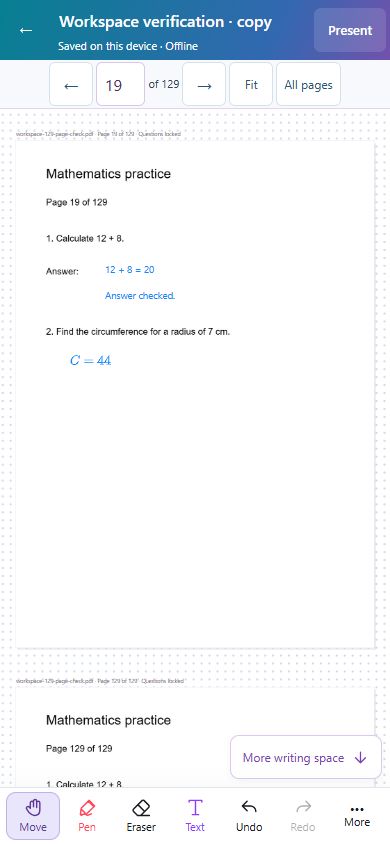 ←
Workspace verification · copy
Saved on this device · Offline
Present
← 19 of 129 → Fit All pages
workspace-129-page-check.pdf · Page 19 of 129 · Questions locked
Mathematics practice
Page 19 of 129
1. Calculate 12 + 8.
Answer: 12 + 8 = 20
Answer checked.
2. Find the circumference for a radius of 7 cm.
C = 44
workspace-129-page-check.pdf · Page 129 of 129 · Questions locked
Mathematics practice
Page 129 of 129
More writing space ↓
1. Calculate 12 + 8.
Move Pen Eraser Text Undo Redo More